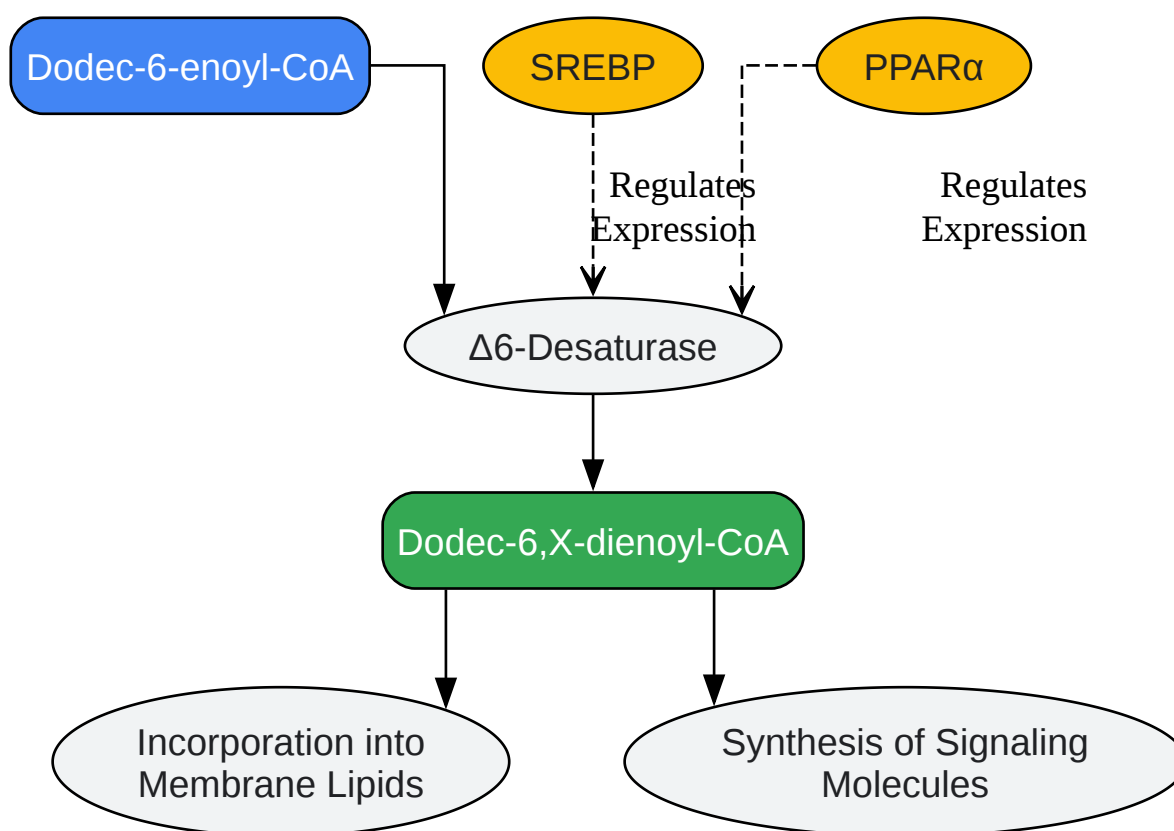 Dodec-6-enoyl-CoA
SREBP
PPARα
Regulates
Expression
Regulates
Expression
Δ6-Desaturase
Dodec-6,X-dienoyl-CoA
Incorporation into
Membrane Lipids
Synthesis of Signaling
Molecules